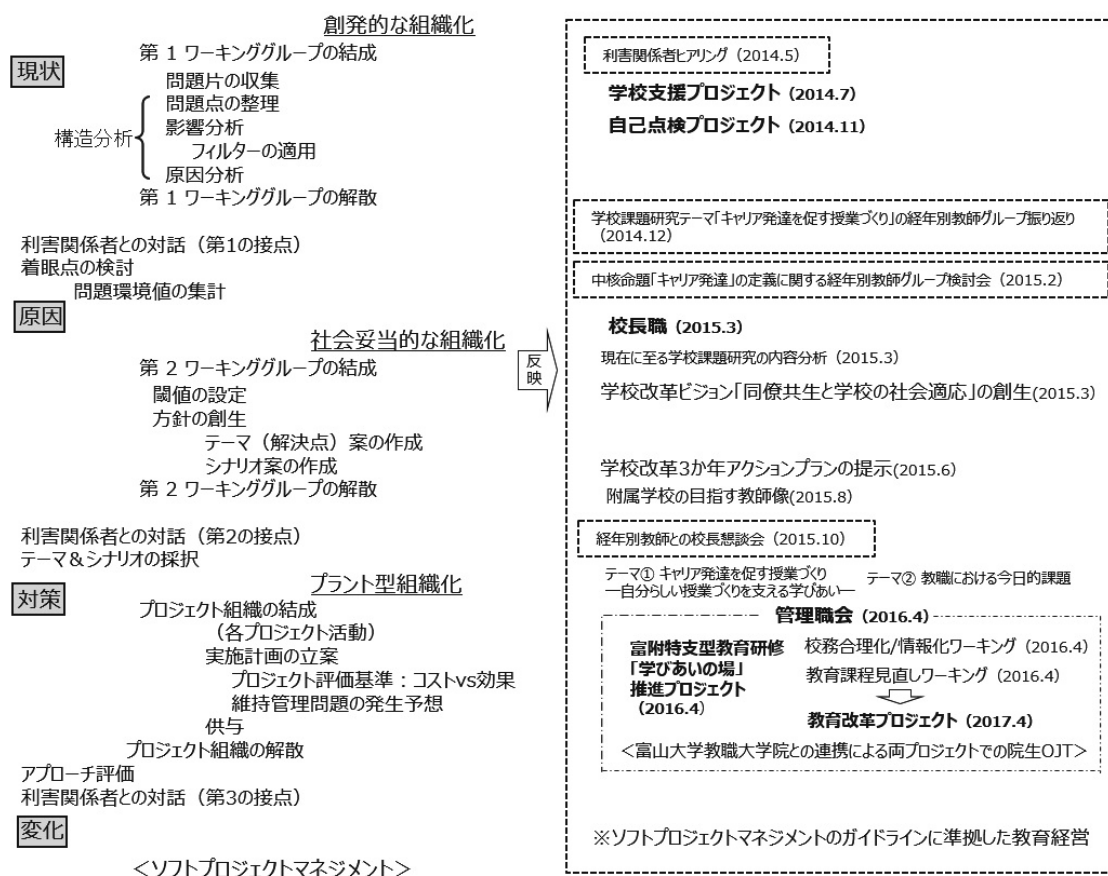 創発的な組織化
第 1 ワーキンググループの結成
現状
問題片の収集
問題点の整理
影響分析
構造分析
フィルターの適用
原因分析
第 1 ワーキンググループの解散
利害関係者との対話（第1の接点）
着眼点の検討
問題環境値の集計
原因
社会妥当的な組織化
第 2 ワーキンググループの結成
閾値の設定
方針の創生
テーマ（解決点）案の作成
シナリオ案の作成
第 2 ワーキンググループの解散
利害関係者との対話（第2の接点）
テーマ＆シナリオの採択
プラント型組織化
対策
プロジェクト組織の結成
（各プロジェクト活動）
実施計画の立案
プロジェクト評価基準：コストvs効果
維持管理問題の発生予想
供与
プロジェクト組織の解散
アプローチ評価
利害関係者との対話（第3の接点）
変化
＜ソフトプロジェクトマネジメント＞
反映
利害関係者ヒアリング（2014.5）
学校支援プロジェクト（2014.7）
自己点検プロジェクト（2014.11）
学校課題研究テーマ「キャリア発達を促す授業づくり」の経年別教師グループ振り返り
（2014.12）
中核命題「キャリア発達」の定義に関する経年別教師グループ検討会（2015.2）
校長職（2015.3）
現在に至る学校課題研究の内容分析（2015.3）
学校改革ビジョン「同僚共生と学校の社会適応」の創生(2015.3)
学校改革3か年アクションプランの提示(2015.6)
附属学校の目指す教師像(2015.8)
経年別教師との校長懇談会（2015.10）
テーマ① キャリア発達を促す授業づくり
―自分らしい授業づくりを支える学びあい―
テーマ② 教職における今日的課題
管理職会（2016.4）
富附特支型教育研修
「学びあいの場」
推進プロジェクト
（2016.4）
校務合理化/情報化ワーキング（2016.4）
教育課程見直しワーキング（2016.4）
教育改革プロジェクト（2017.4）
＜富山大学教職大学院との連携による両プロジェクトでの院生OJT＞
※ソフトプロジェクトマネジメントのガイドラインに準拠した教育経営